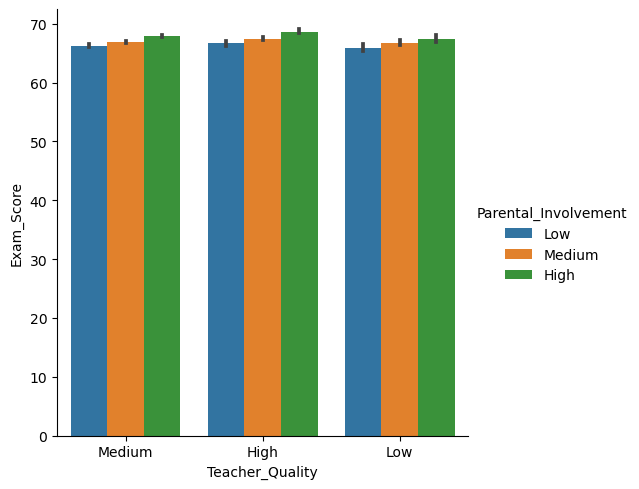 70
60
50
40
30
20
10
0
Exam_Score
Medium
High
Low
Teacher_Quality
Parental_Involvement
Low
Medium
High